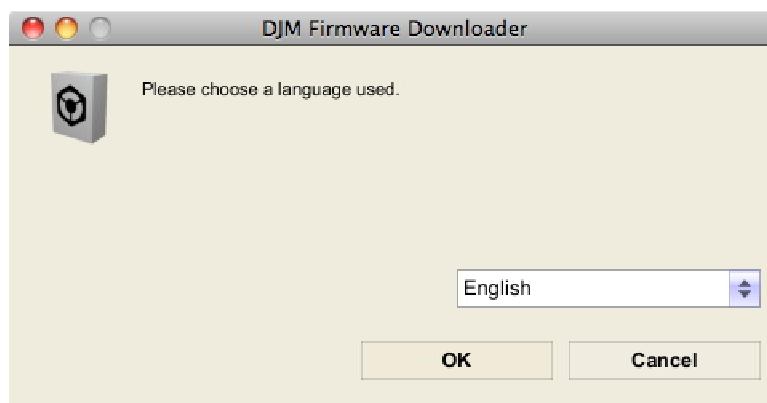 DJM Firmware Downloader
Please choose a language used.
English
OK
Cancel